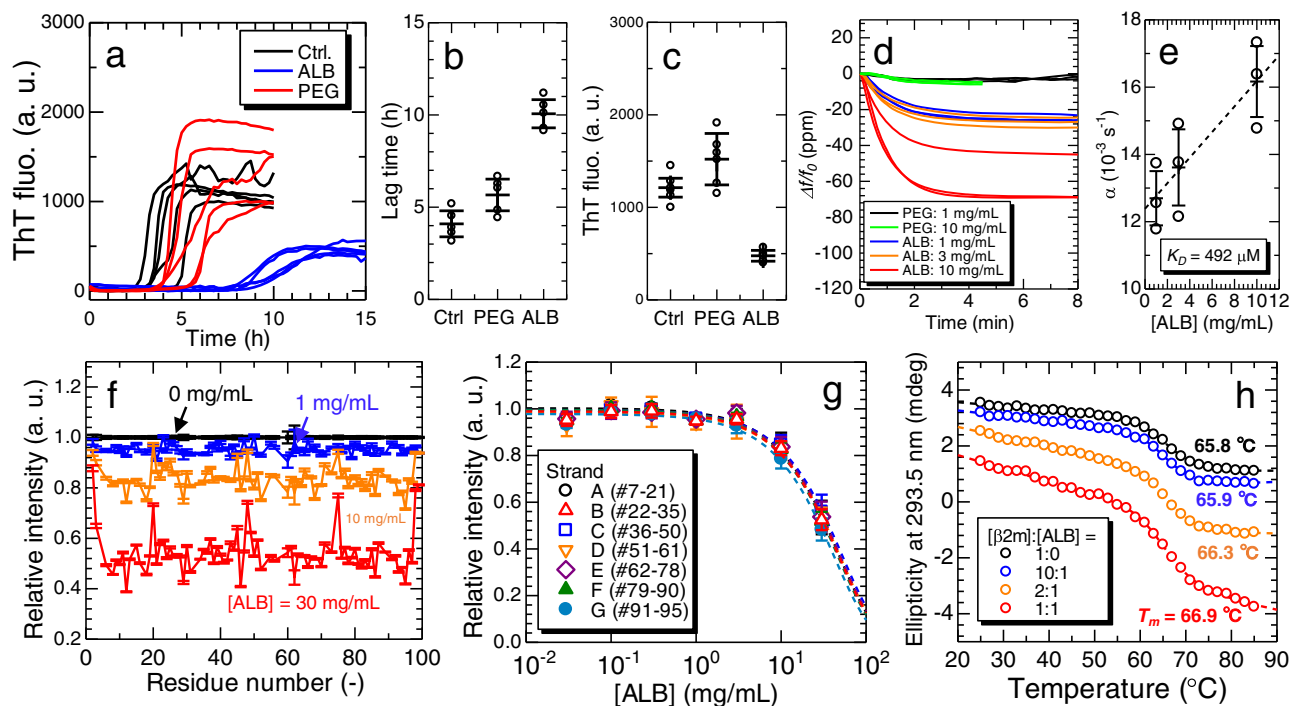 a
ThT fluo. (a. u.)
3000
2000
1000
0
Ctrl.
ALB
PEG
0 5 10 15
Time (h)
b
Lag time (h)
15
10
5
0
Ctrl PEG ALB
c
ThT fluo. (a. u.)
3000
2000
1000
0
Ctrl PEG ALB
d
Δf/f0 (ppm)
20
0
-20
-40
-60
-80
-100
-120
PEG: 1 mg/mL
PEG: 10 mg/mL
ALB: 1 mg/mL
ALB: 3 mg/mL
ALB: 10 mg/mL
0 2 4 6 8
Time (min)
e
α (10⁻³ s⁻¹)
18
16
14
12
10
KD = 492 μM
0 2 4 6 8 10 12
[ALB] (mg/mL)
f
Relative intensity (a. u.)
1.2
1.0
0.8
0.6
0.4
0.2
0 mg/mL
1 mg/mL
10 mg/mL
[ALB] = 30 mg/mL
0 20 40 60 80 100
Residue number (-)
g
Relative intensity (a. u.)
1.2
1.0
0.8
0.6
0.4
0.2
0.0
Strand
A (#7-21)
B (#22-35)
C (#36-50)
D (#51-61)
E (#62-78)
F (#79-90)
G (#91-95)
10⁻² 10⁻¹ 10⁰ 10¹ 10²
[ALB] (mg/mL)
h
Ellipticity at 293.5 nm (mdeg)
4
2
0
-2
-4
65.8 °C
65.9 °C
66.3 °C
Tm = 66.9 °C
[β2m]:[ALB] =
1:0
10:1
2:1
1:1
20 30 40 50 60 70 80 90
Temperature (°C)